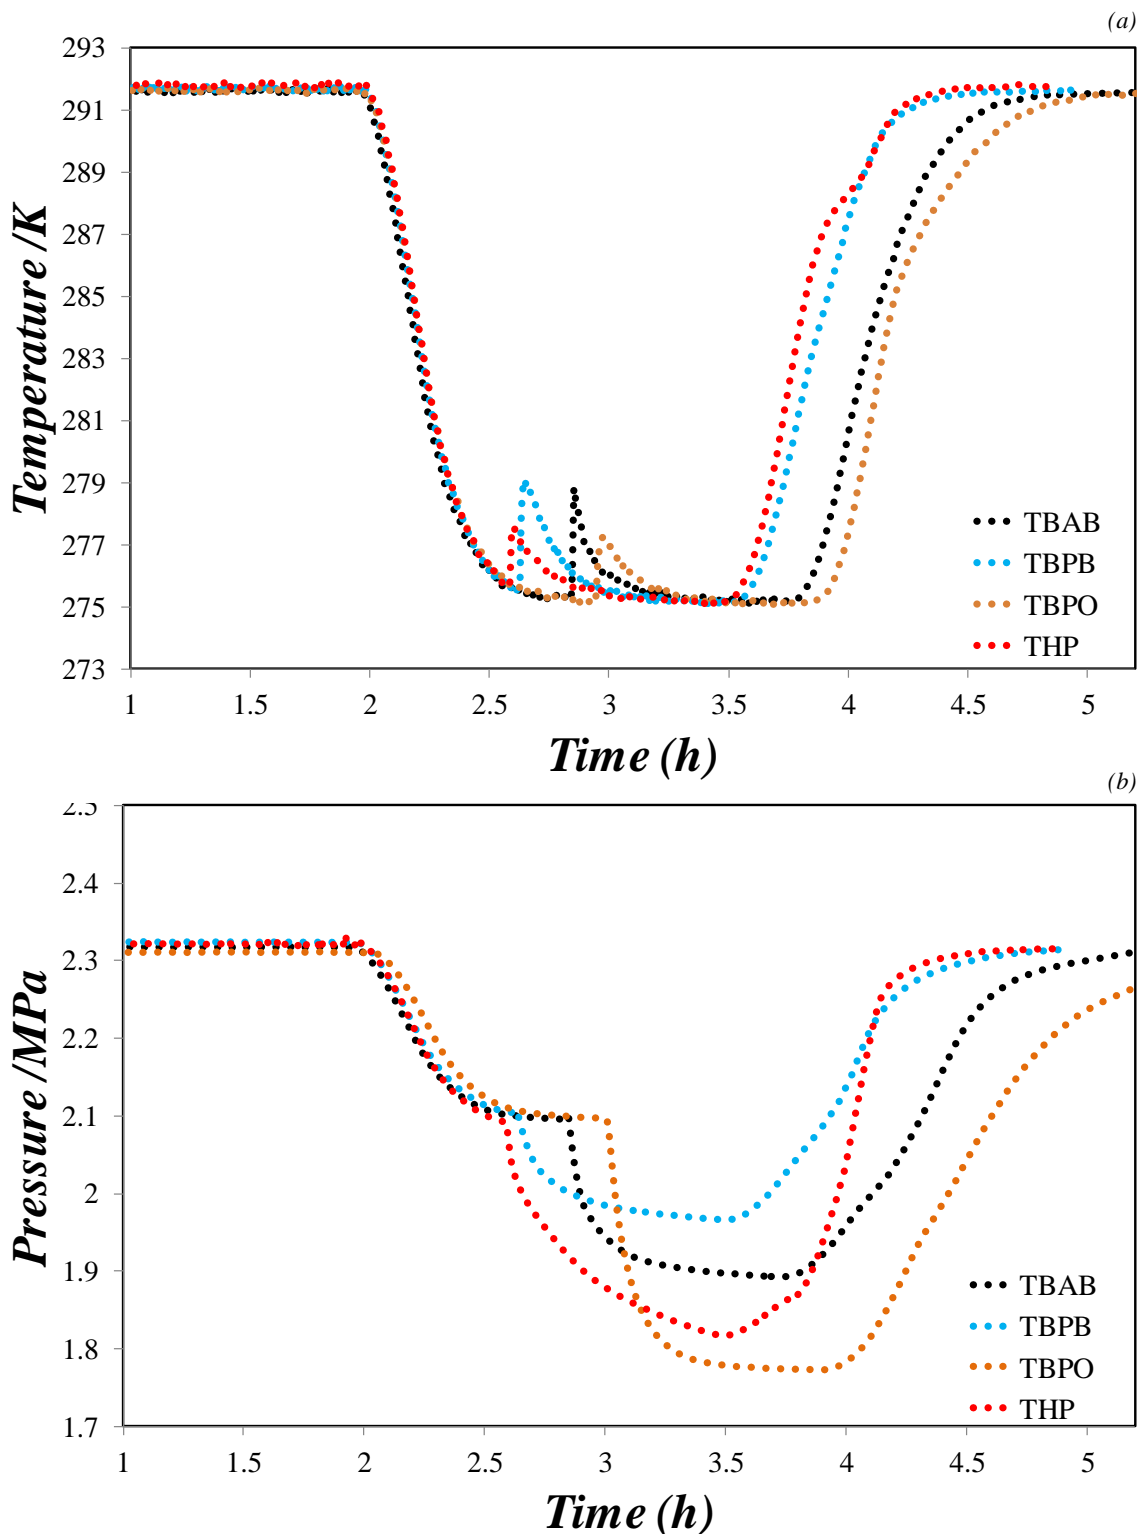 (a)
293
291
289
287
285
283
281
279
277
275
273
Temperature /K
TBAB
TBPB
TBPO
THP
1 2 2.5 3 3.5 4 4.5 5
Time (h)
(b)
2.5
2.4
2.3
2.2
2.1
2
1.9
1.8
1.7
Pressure /MPa
TBAB
TBPB
TBPO
THP
1 1.5 2 2.5 3 3.5 4 4.5 5
Time (h)